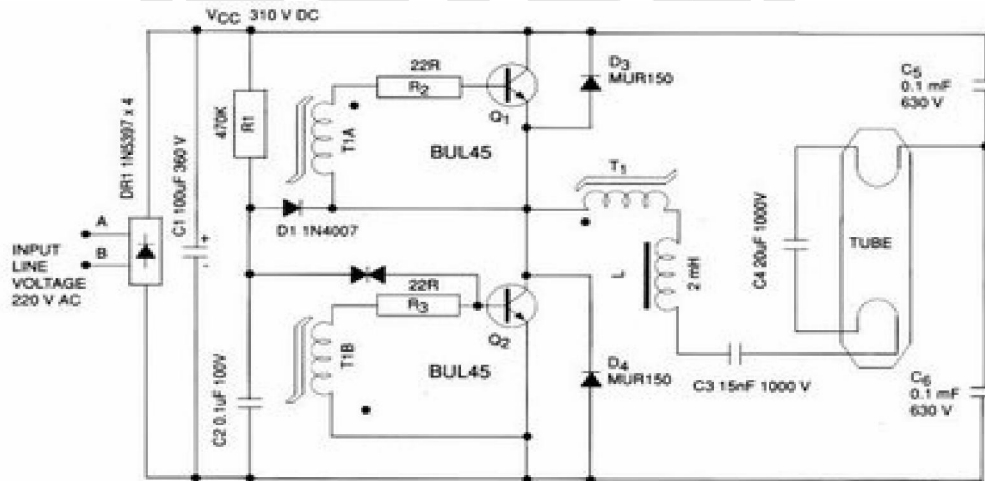 VCC 310 V DC
DR1 1N5397 x 4
C1 100uF 360 V
+
-
470K
R1
T1A
22R
R2
Q1
BUL45
D3
MUR150
C5
0.1 mF
630 V
D1 1N4007
T1
A
B
INPUT
LINE
VOLTAGE
220 V AC
L
2 mH
C4 20uF 1000V
TUBE
22R
R3
Q2
T1B
BUL45
D4
MUR150
C3 15nF 1000 V
C6
0.1 mF
630 V
C2 0.1uF 100V